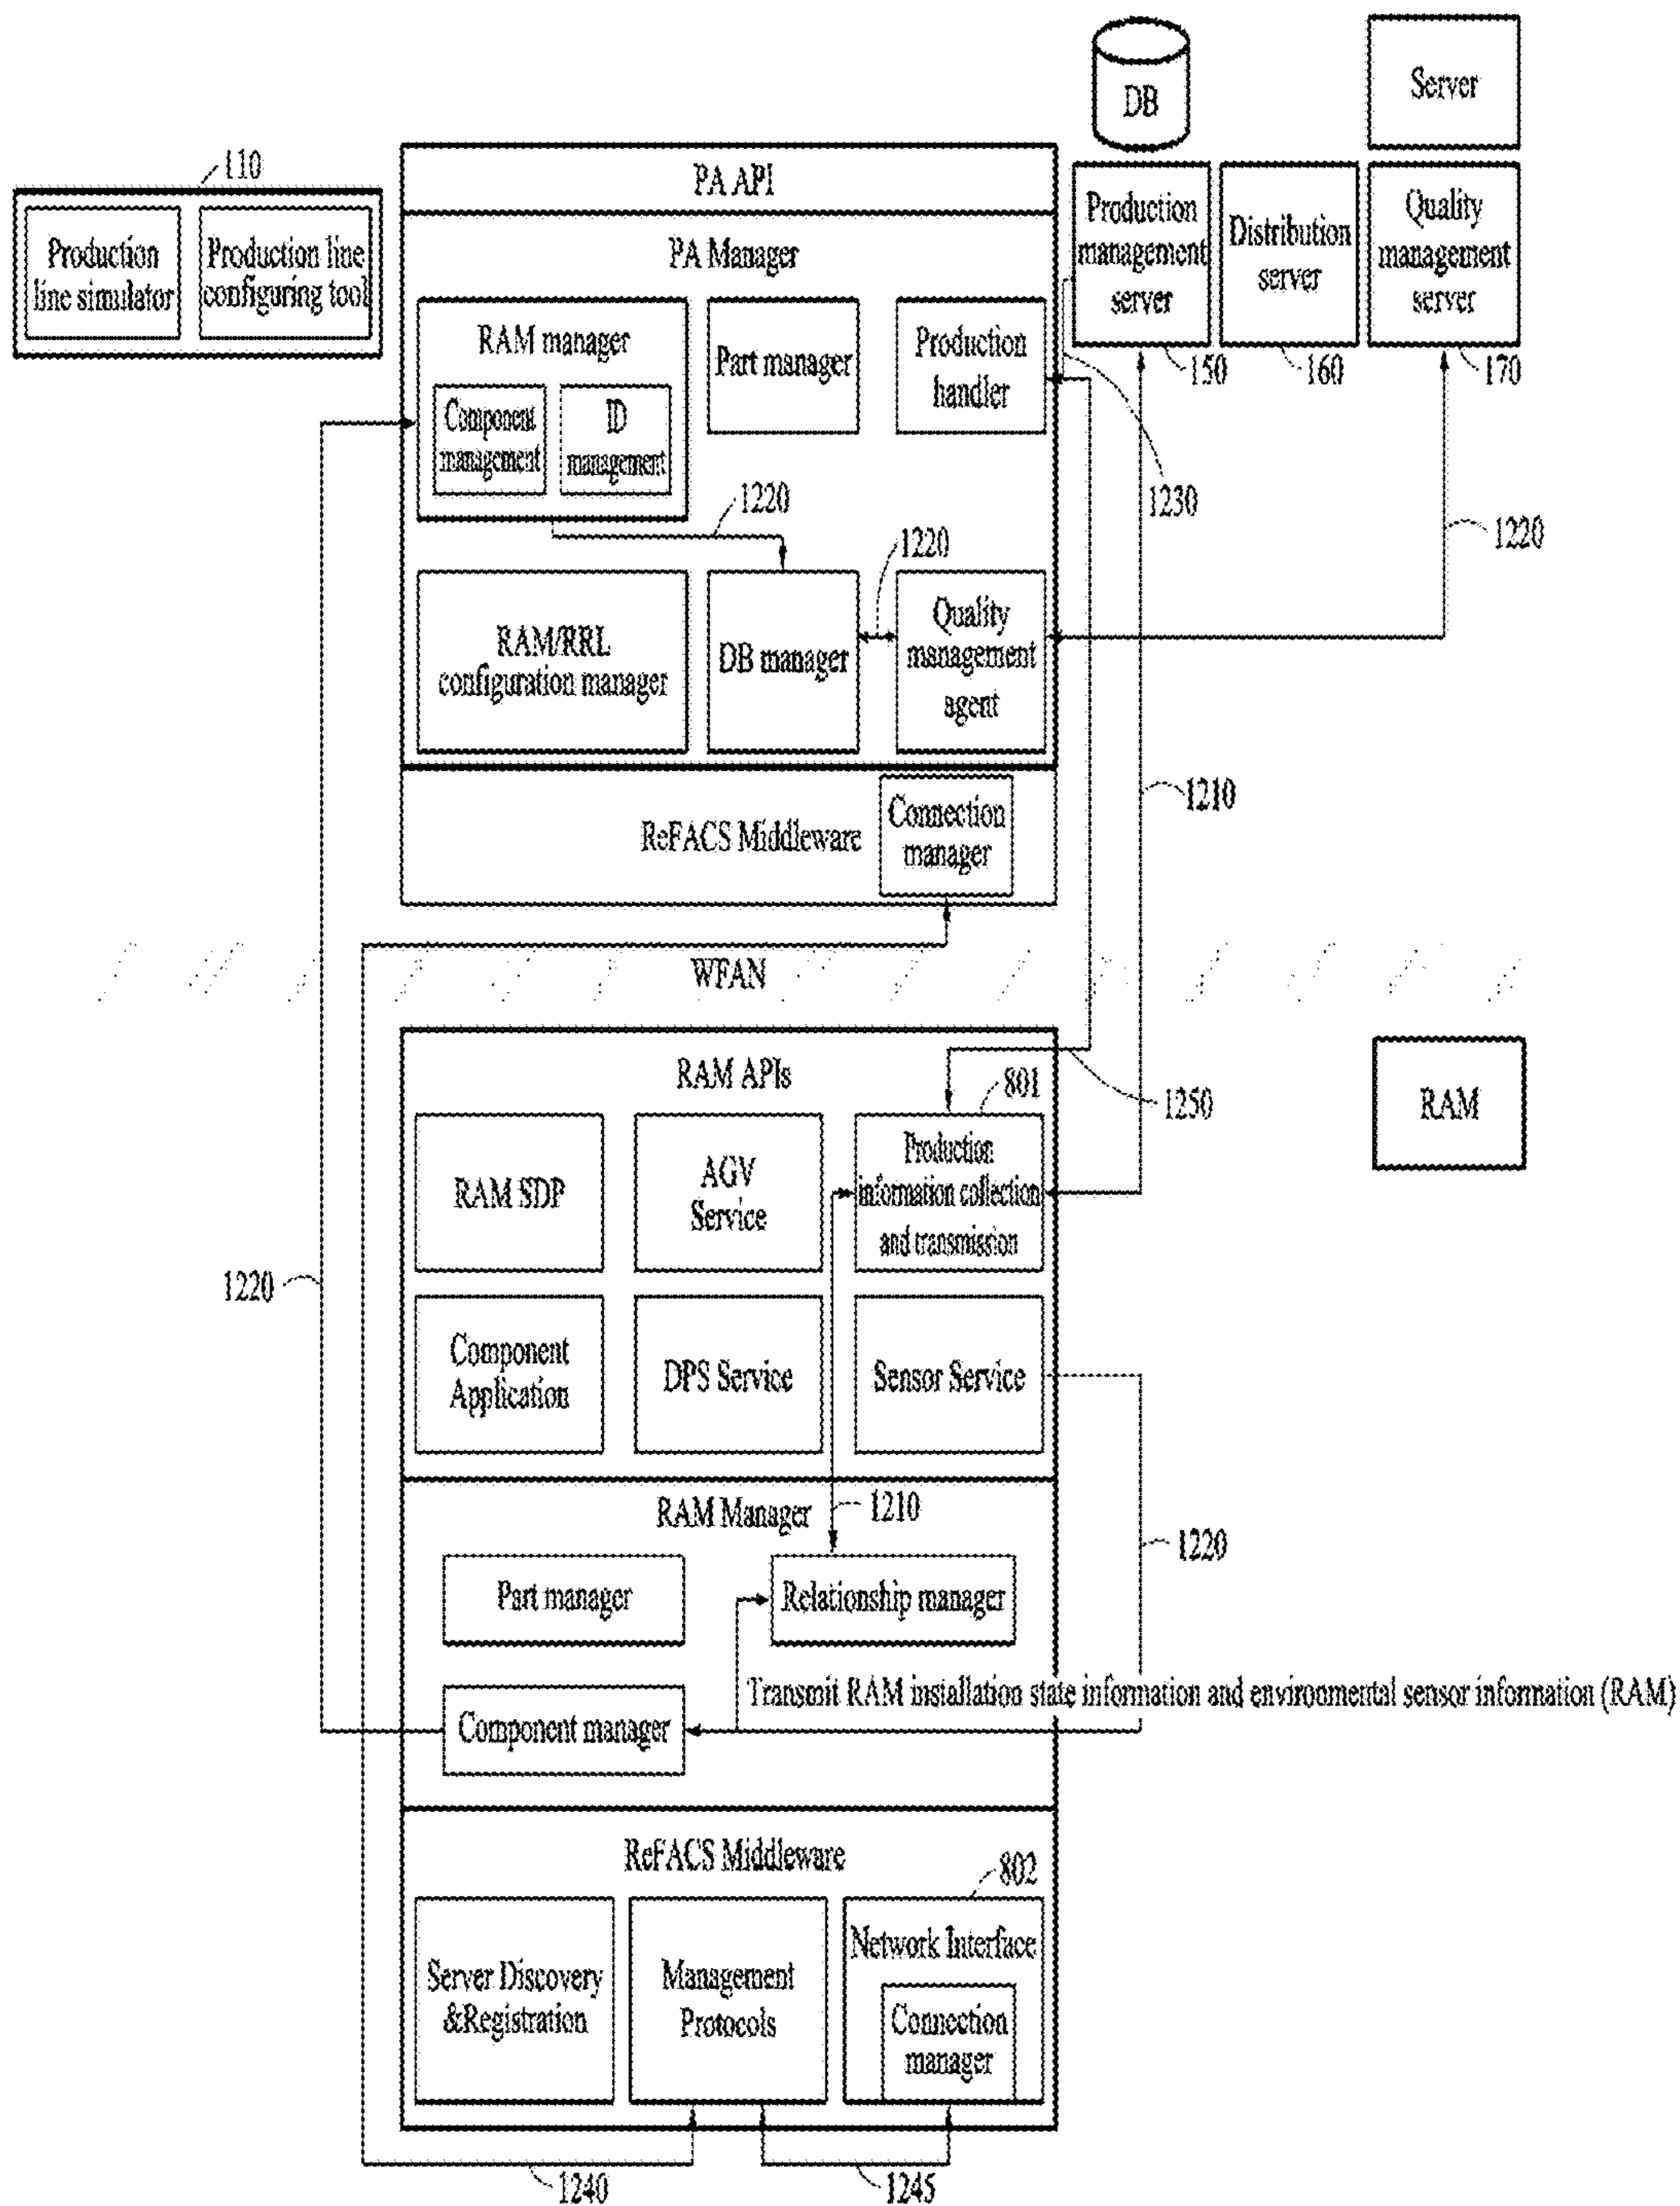 DB
Server
110
Production
line simulator
Production line
configuring tool
PA API
PA Manager
RAM manager
Component
management
ID
management
Part manager
Production
handler
Production
management
server
Distribution
server
Quality
management
server
150
160
170
1230
1220
1220
1220
RAM/RRL
configuration manager
DB manager
Quality
management
agent
1210
ReFACS Middleware
Connection
manager
WFAN
RAM APIs
801
1250
RAM
RAM SDP
AGV
Service
Production
information collection
and transmission
1220
Component
Application
DPS Service
Sensor Service
RAM Manager
1210
1220
Part manager
Relationship manager
Transmit RAM installation state information and environmental sensor information (RAM)
Component manager
ReFACS Middleware
802
Server Discovery
&Registration
Management
Protocols
Network Interface
Connection
manager
1240
1245